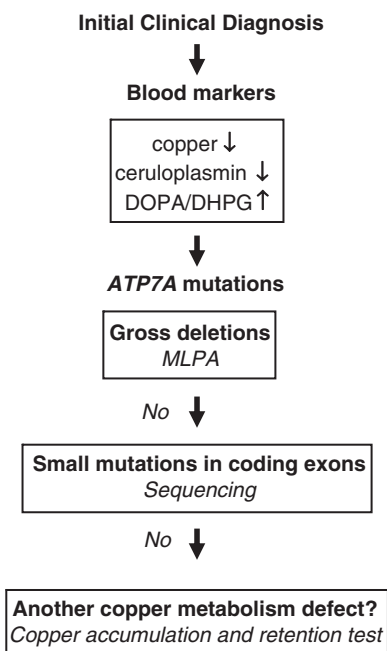 Initial Clinical Diagnosis
Blood markers
copper ↓
ceruloplasmin ↓
DOPA/DHPG ↑
ATP7A mutations
Gross deletions
MLPA
No
Small mutations in coding exons
Sequencing
No
Another copper metabolism defect?
Copper accumulation and retention test